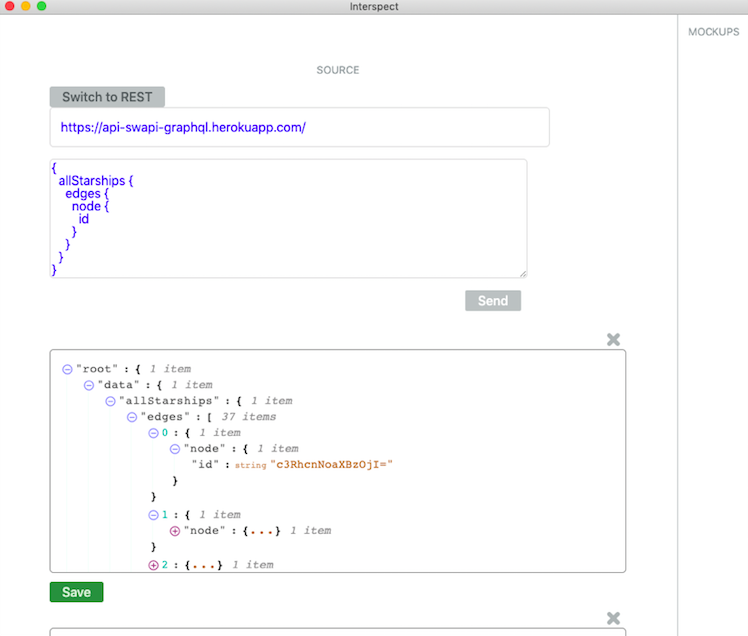 Interspect
MOCKUPS
SOURCE
Switch to REST
https://api-swapi-graphql.herokuapp.com/
{
allStarships {
edges {
node {
id
}
}
}
}
Send
"root" : { 1 item
"data" : { 1 item
"allStarships" : { 1 item
"edges" : [ 37 items
0 : { 1 item
"node" : { 1 item
"id" : string "c3RhcnNoaXBzOjI="
}
}
1 : { 1 item
"node" : {...} 1 item
}
2 : {...} 1 item
Save